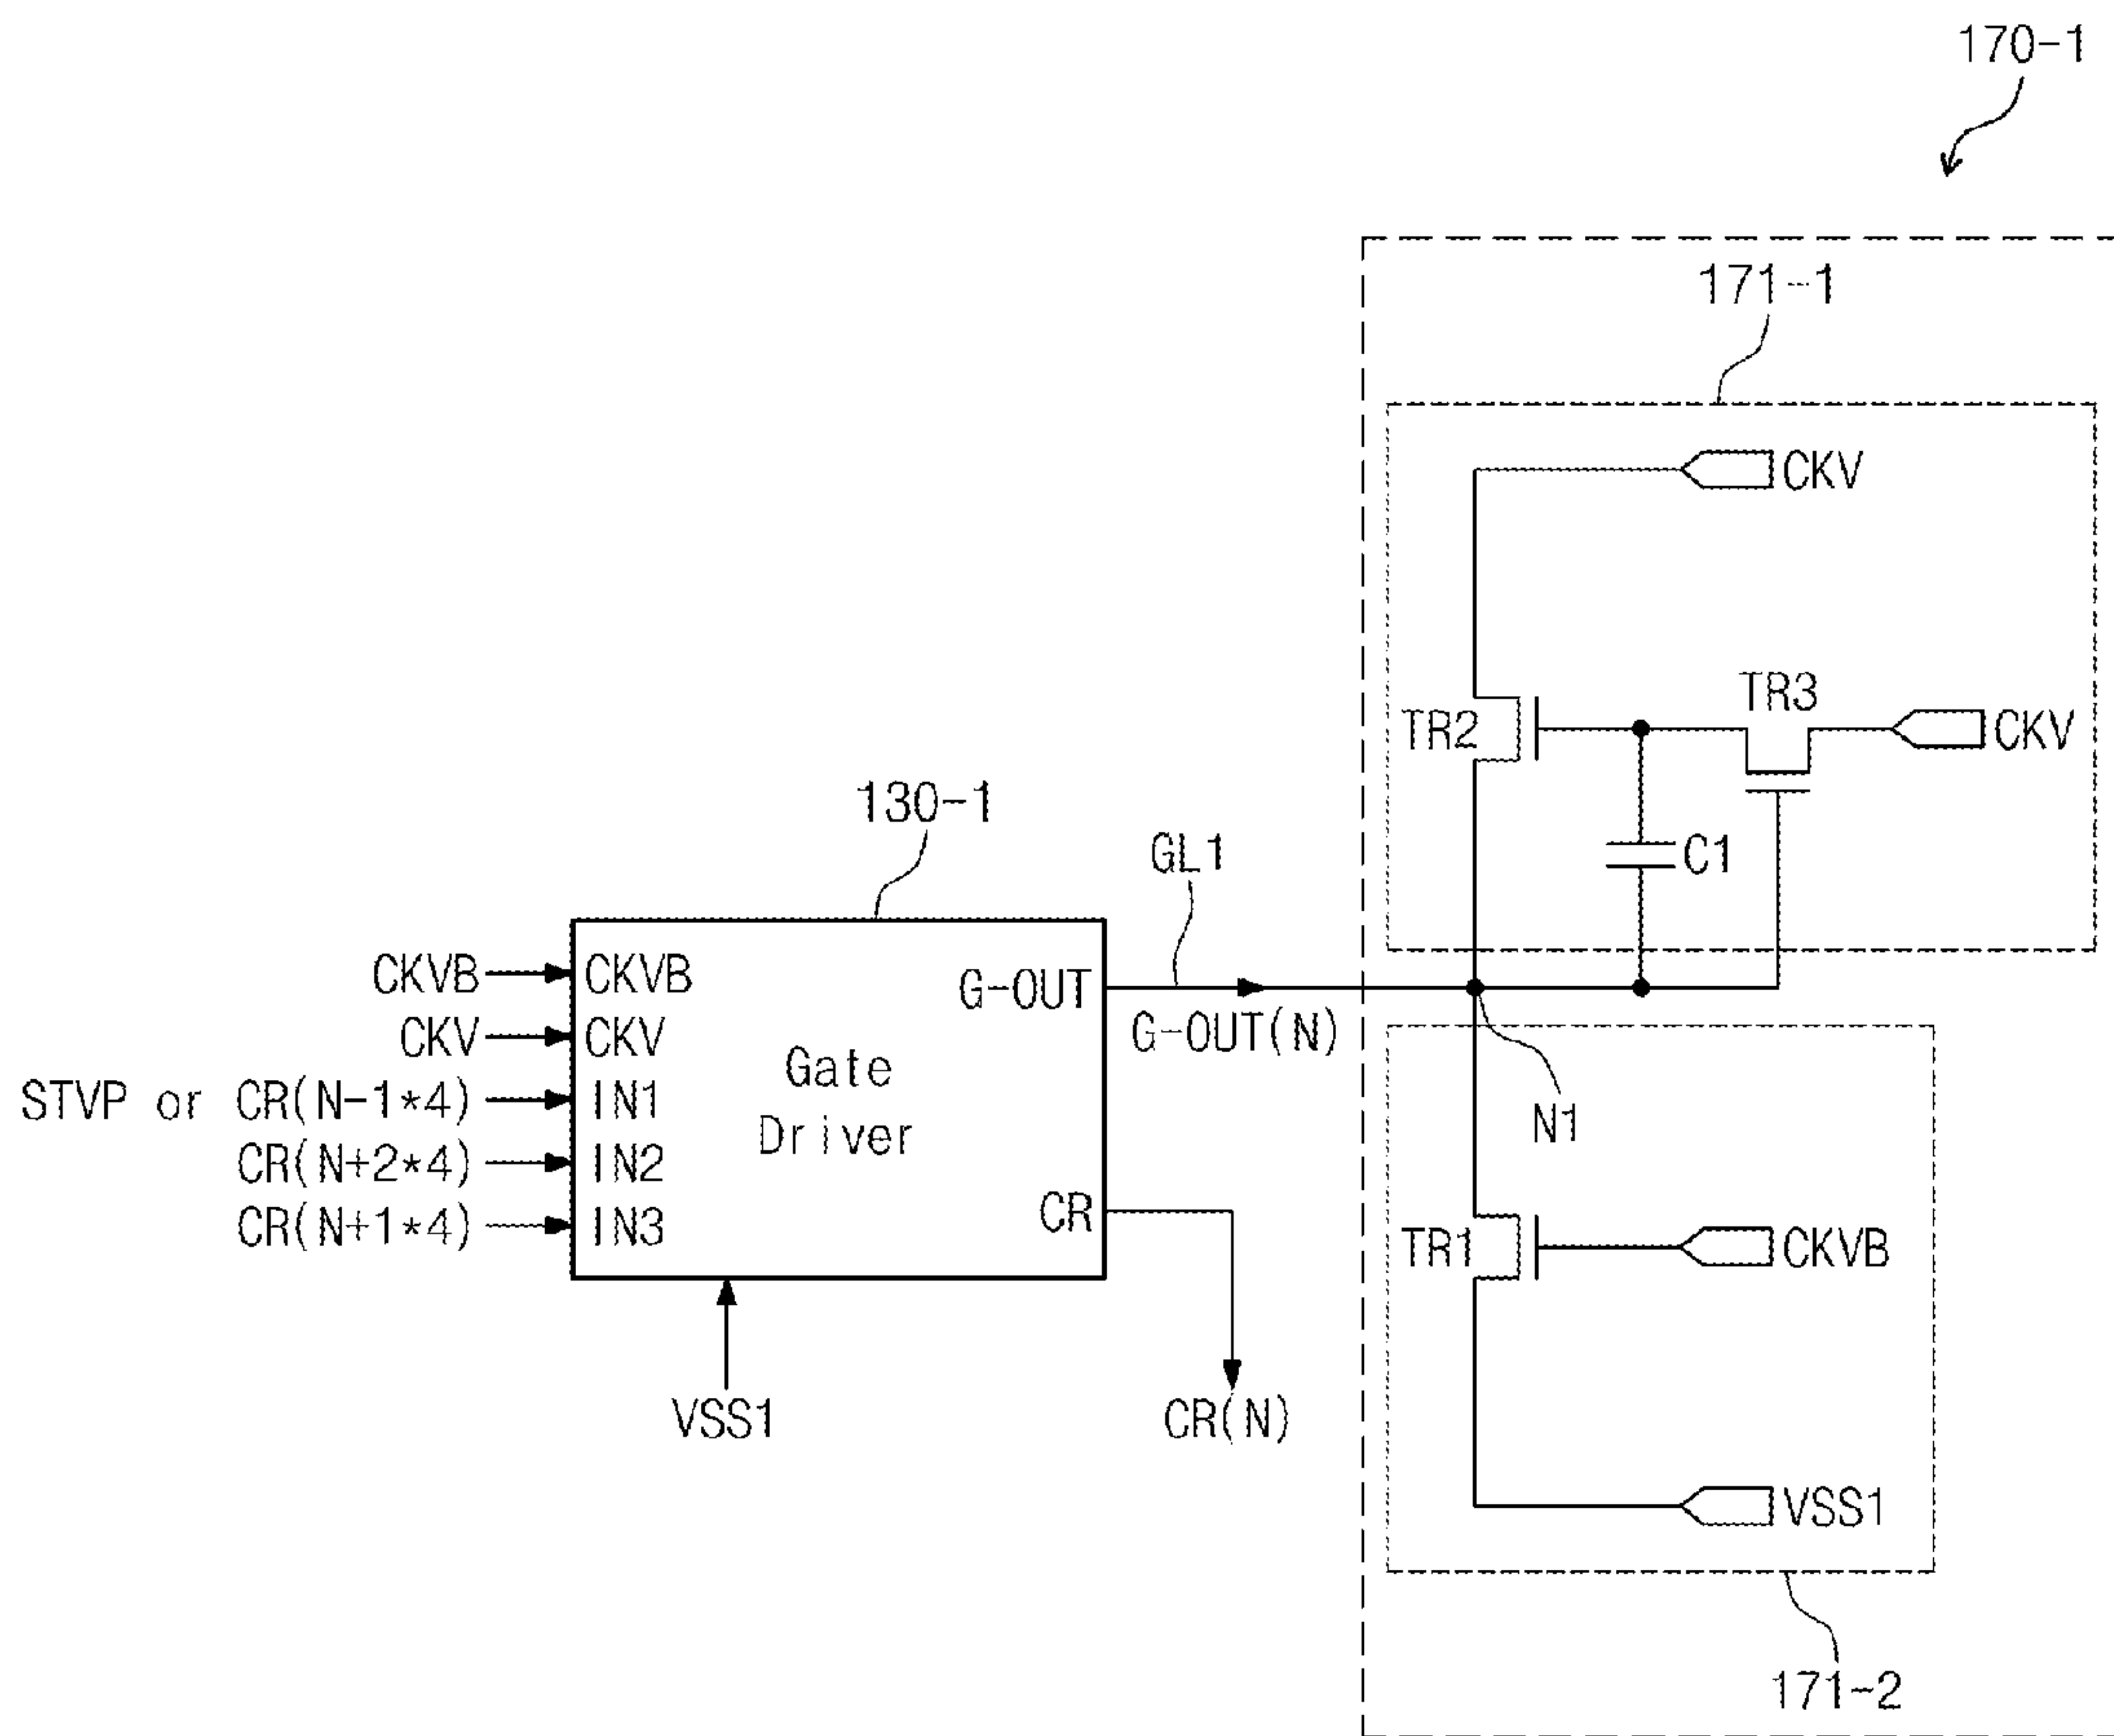 170-1
171-1
CKV
TR2
TR3
CKV
C1
130-1
GL1
CKVB
CKVB
G-OUT
CKV
CKV
G-OUT(N)
STVP or CR(N-1*4)
IN1
Gate
Driver
N1
CR(N+2*4)
IN2
CR(N+1*4)
IN3
CR
TR1
CKVB
VSS1
CR(N)
VSS1
171-2